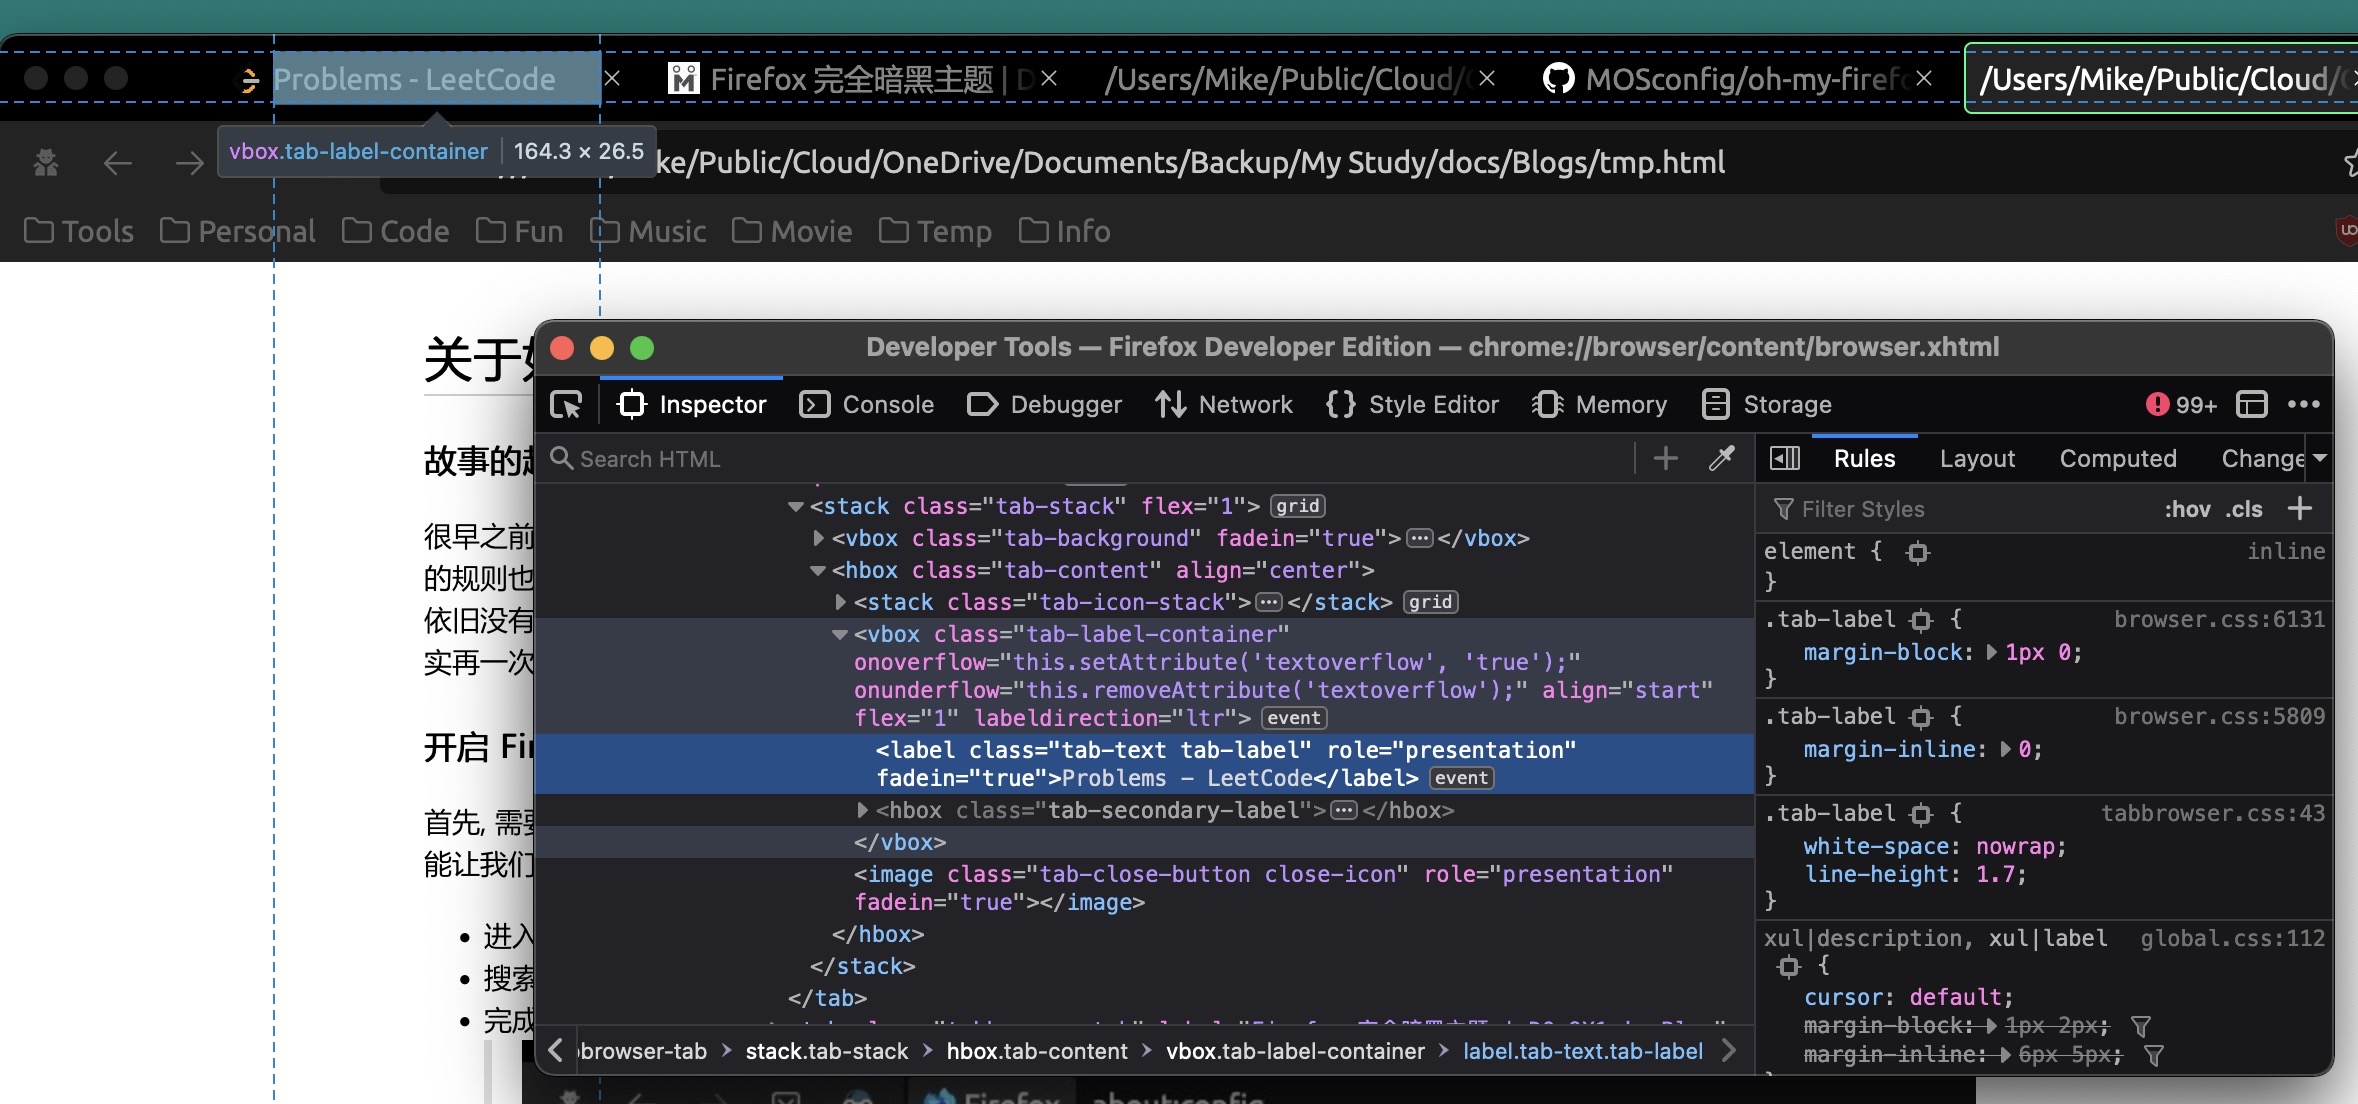 Problems - LeetCode
Firefox 完全暗黑主题 | D
/Users/Mike/Public/Cloud/
MOSconfig/oh-my-firefo
/Users/Mike/Public/Cloud/
vbox.tab-label-container | 164.3 × 26.5
ke/Public/Cloud/OneDrive/Documents/Backup/My Study/docs/Blogs/tmp.html
Tools Personal Code Fun Music Movie Temp Info
关于
故事的起
很早之前
的规则也
依旧没有
实再一次
开启 Fir
首先, 需要
能让我们
进入
搜索
完成
Developer Tools — Firefox Developer Edition — chrome://browser/content/browser.xhtml
Inspector Console Debugger Network Style Editor Memory Storage 99+
Search HTML
<stack class="tab-stack" flex="1"> grid
<vbox class="tab-background" fadein="true"></vbox>
<hbox class="tab-content" align="center">
<stack class="tab-icon-stack"></stack> grid
<vbox class="tab-label-container"
onoverflow="this.setAttribute('textoverflow', 'true');"
onunderflow="this.removeAttribute('textoverflow');" align="start"
flex="1" labeldirection="ltr"> event
<label class="tab-text tab-label" role="presentation"
fadein="true">Problems - LeetCode</label> event
<hbox class="tab-secondary-label"></hbox>
</vbox>
<image class="tab-close-button close-icon" role="presentation"
fadein="true"></image>
</hbox>
</stack>
</tab>
browser-tab > stack.tab-stack > hbox.tab-content > vbox.tab-label-container > label.tab-text.tab-label
Rules Layout Computed Change
Filter Styles :hov .cls +
element { inline
}
.tab-label { browser.css:6131
margin-block: 1px 0;
}
.tab-label { browser.css:5809
margin-inline: 0;
}
.tab-label { tabbrowser.css:43
white-space: nowrap;
line-height: 1.7;
}
xul|description, xul|label global.css:112
{
cursor: default;
margin-block: 1px 2px;
margin-inline: 6px 5px;
Firefox about:config